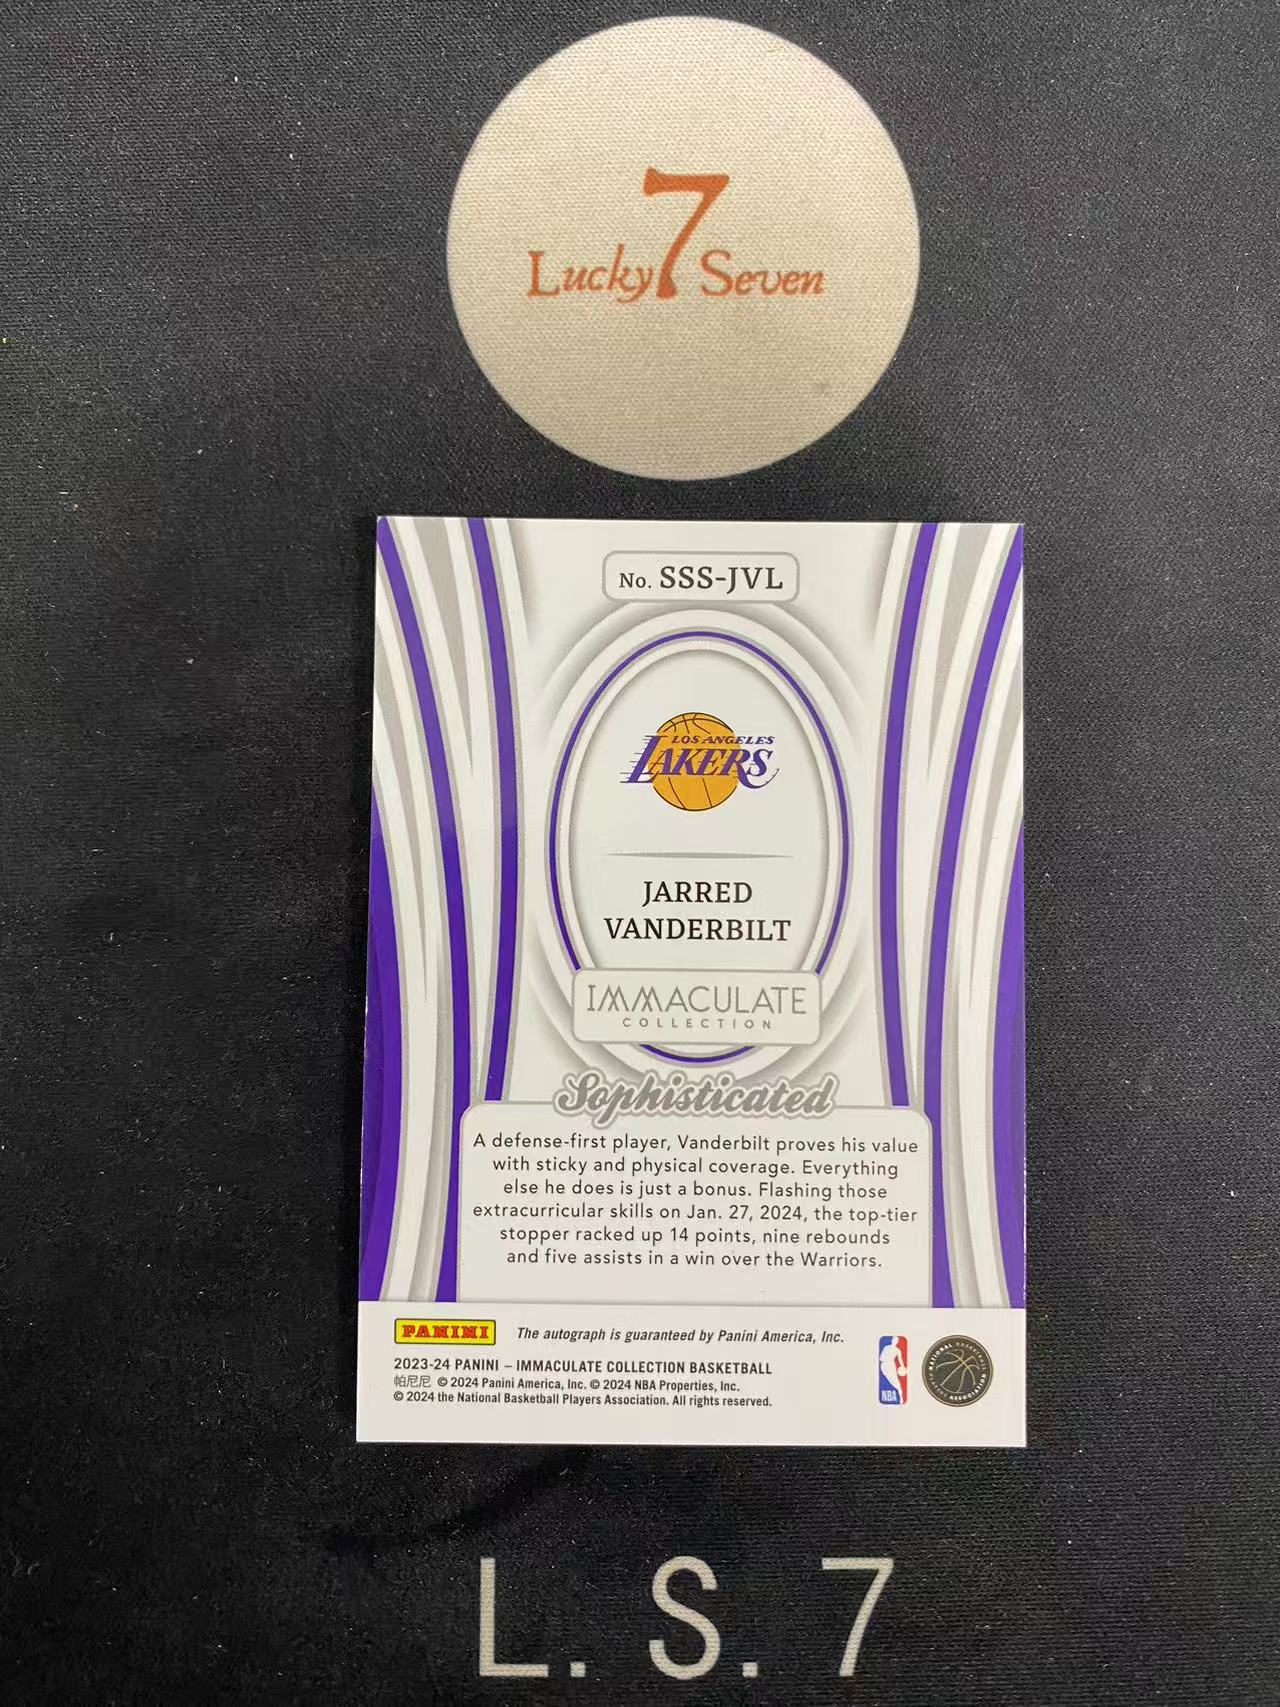 7
Lucky Seven
No. SSS-JVL
LOS ANGELES
LAKERS
JARRED
VANDERBILT
IMMACULATE
COLLECTION
Sophisticated
A defense-first player, Vanderbilt proves his value
with sticky and physical coverage. Everything
else he does is just a bonus. Flashing those
extracurricular skills on Jan. 27, 2024, the top-tier
stopper racked up 14 points, nine rebounds
and five assists in a win over the Warriors.
PANINI
The autograph is guaranteed by Panini America, Inc.
2023-24 PANINI – IMMACULATE COLLECTION BASKETBALL
帕尼尼 © 2024 Panini America, Inc. © 2024 NBA Properties, Inc.
© 2024 the National Basketball Players Association. All rights reserved.
NBA
L. S. 7